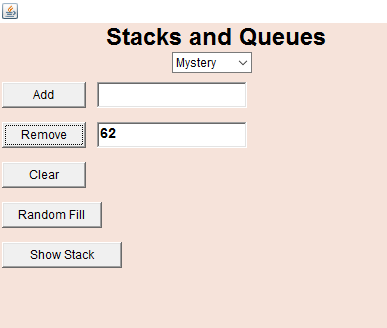 Stacks and Queues
Mystery
Add
Remove 62
Clear
Random Fill
Show Stack